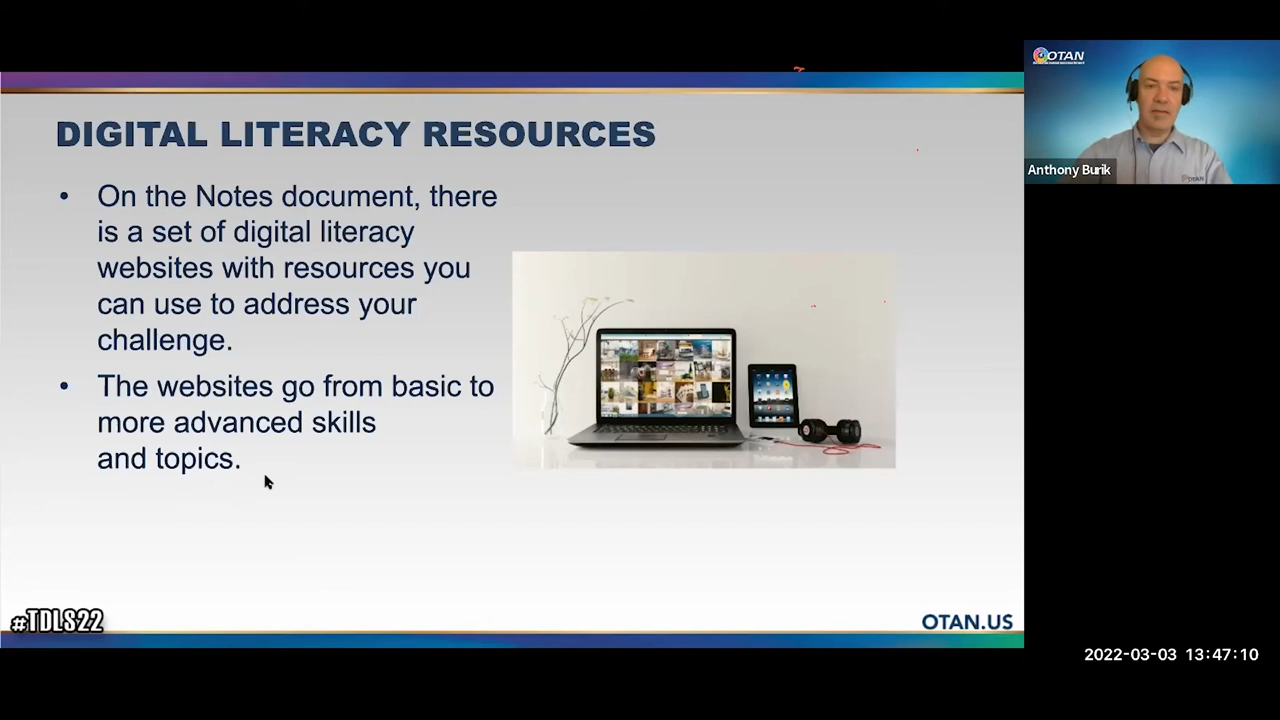 DIGITAL LITERACY RESOURCES
• On the Notes document, there
is a set of digital literacy
websites with resources you
can use to address your
challenge.
• The websites go from basic to
more advanced skills
and topics.
#TDLS22
OTAN.US
OTAN
OTAN
Anthony Burik
2022-03-03 13:47:10